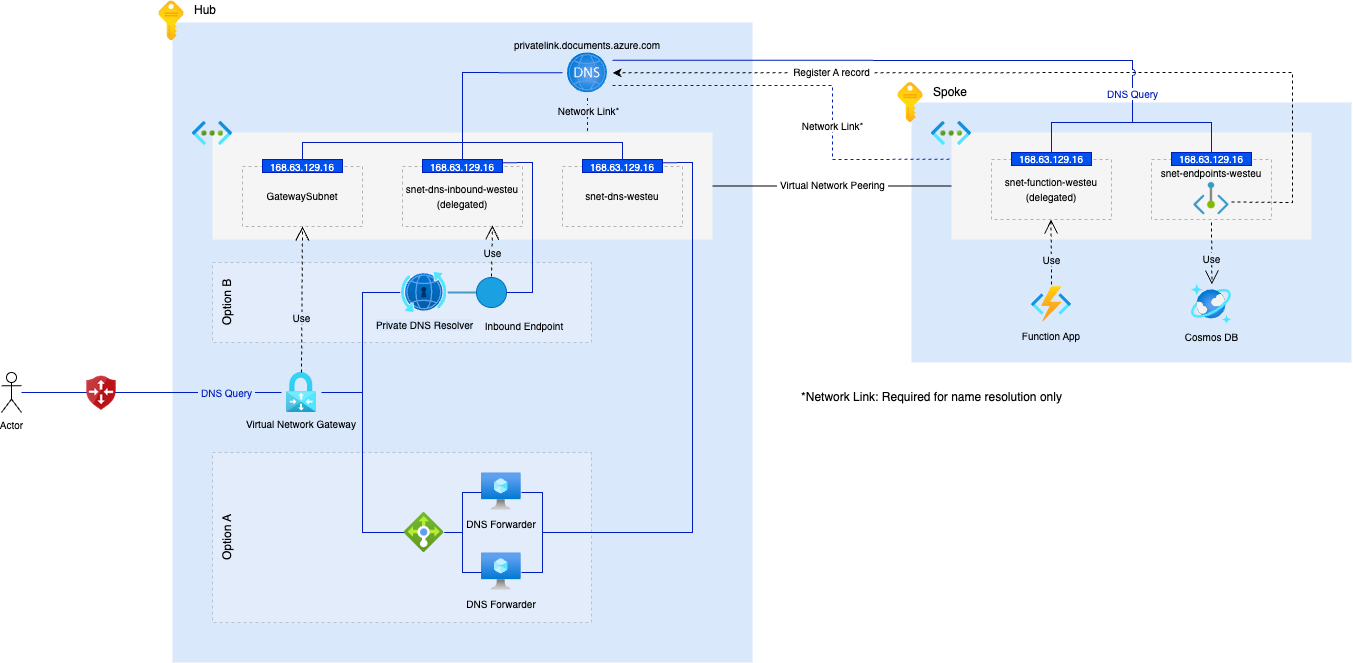 Hub
privatelink.documents.azure.com
DNS
Register A record
Network Link*
Network Link*
Spoke
DNS Query
168.63.129.16
GatewaySubnet
168.63.129.16
snet-dns-inbound-westeu
(delegated)
168.63.129.16
snet-dns-westeu
Virtual Network Peering
168.63.129.16
snet-function-westeu
(delegated)
168.63.129.16
snet-endpoints-westeu
Use
Use
Use
Use
Option B
Private DNS Resolver
Inbound Endpoint
Function App
Cosmos DB
Actor
DNS Query
Virtual Network Gateway
*Network Link: Required for name resolution only
Option A
DNS Forwarder
DNS Forwarder